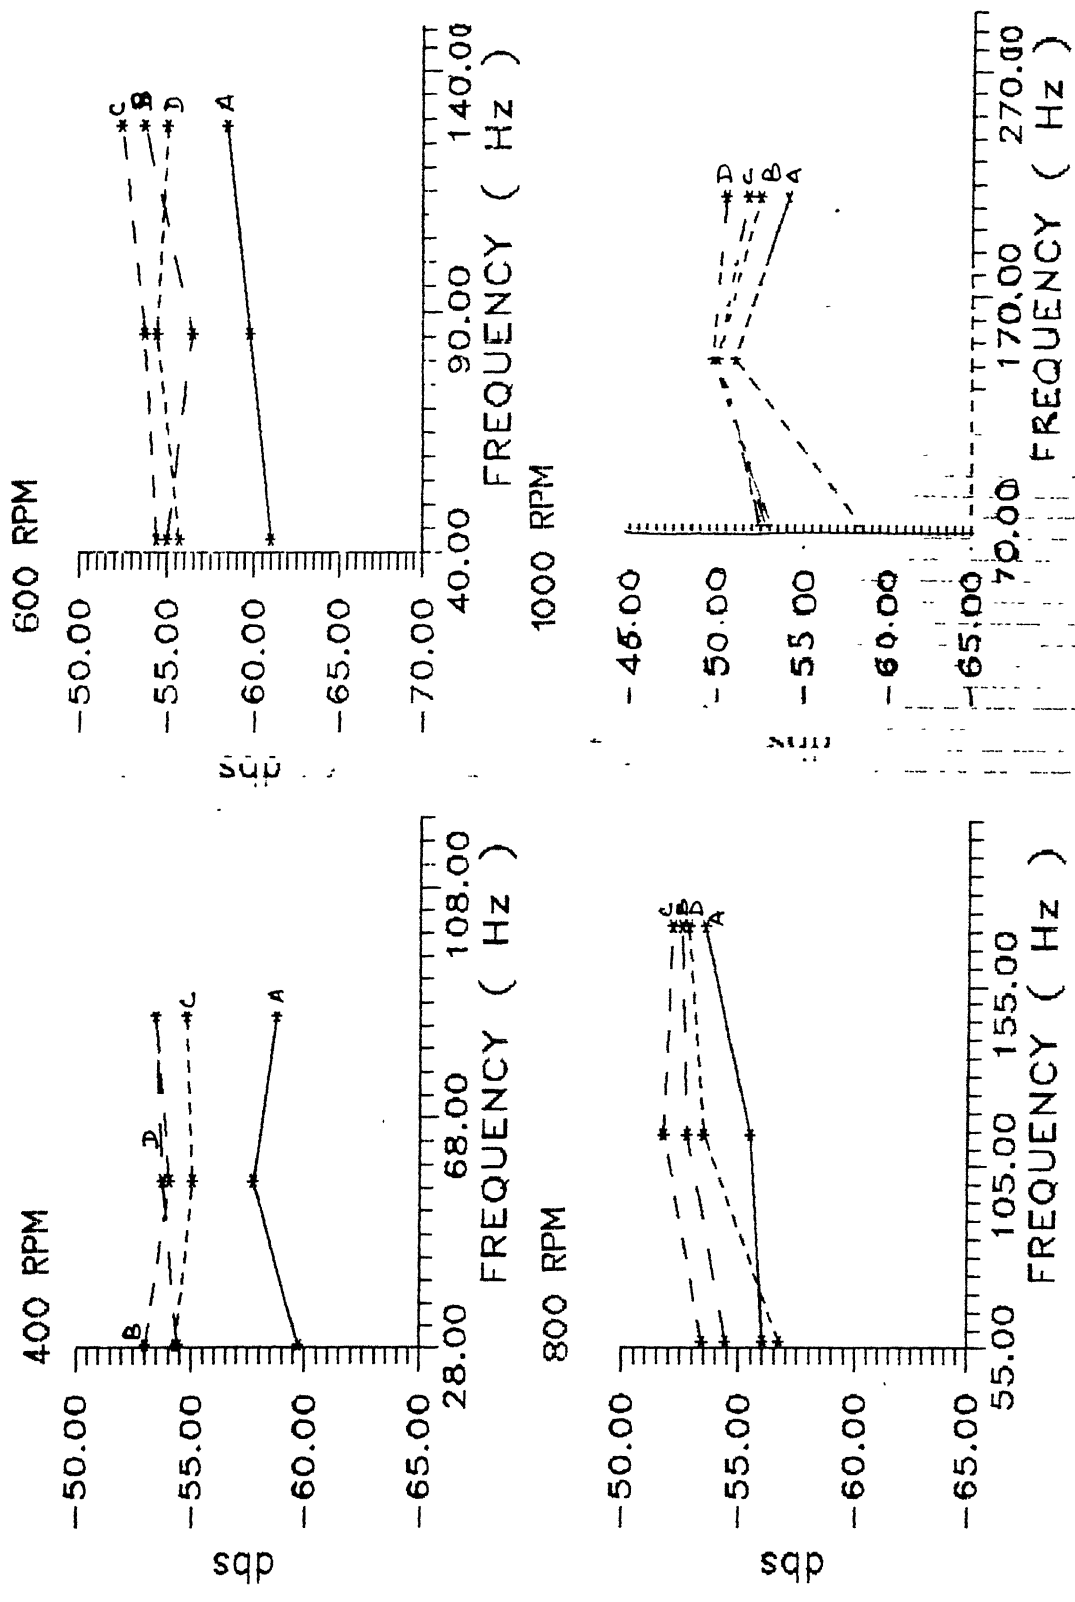 400 RPM
-50.00
-55.00
-60.00
-65.00
dbs
B
D
C
A
28.00 68.00 108.00
FREQUENCY ( Hz )
600 RPM
-50.00
-55.00
-60.00
-65.00
-70.00
C
B
D
A
40.00 90.00 140.00
FREQUENCY ( Hz )
800 RPM
-50.00
-55.00
-60.00
-65.00
dbs
C
B
D
A
55.00 105.00 155.00
FREQUENCY ( Hz )
1000 RPM
-45.00
-50.00
-55.00
-60.00
-65.00
D
C
B
A
70.00 170.00 270.00
FREQUENCY ( Hz )